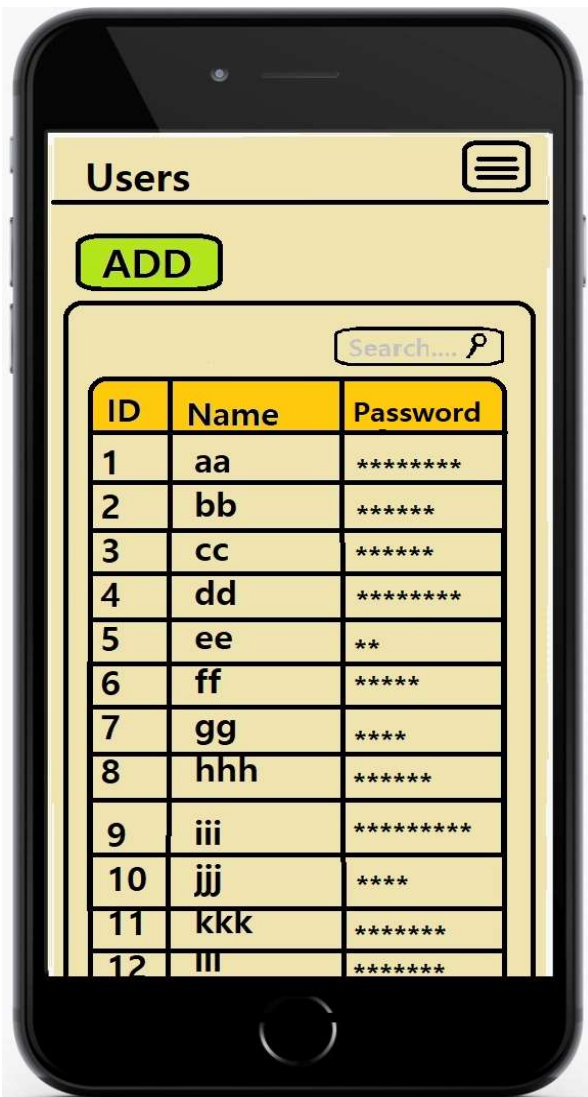 Users
ADD
Search....
ID Name Password
1 aa ********
2 bb ******
3 cc ******
4 dd ********
5 ee **
6 ff *****
7 gg ****
8 hhh ******
9 iii *********
10 jjj ****
11 kkk *******
12 lll *******